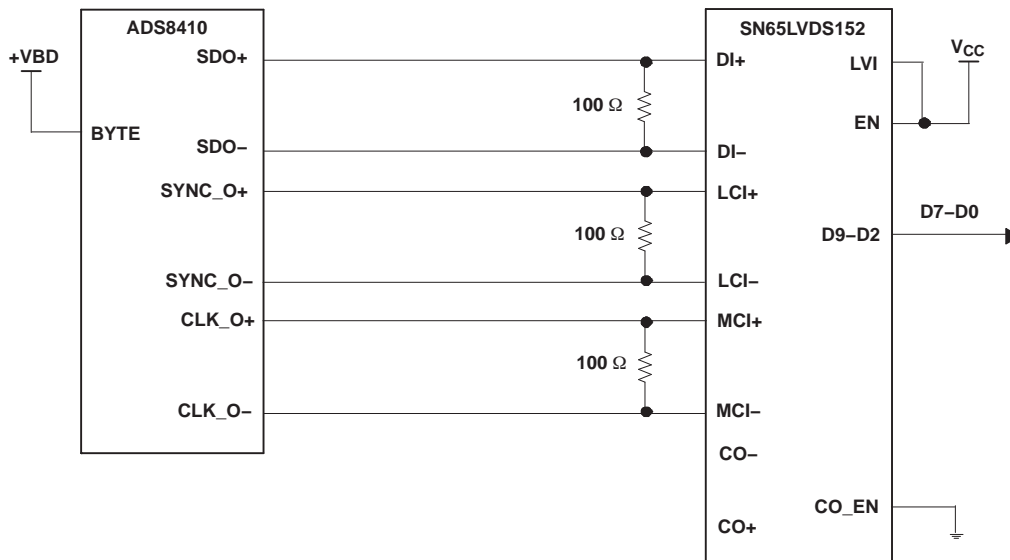 ADS8410
+VBD
BYTE
SDO+
SDO−
SYNC_O+
SYNC_O−
CLK_O+
CLK_O−
100 Ω
100 Ω
100 Ω
SN65LVDS152
DI+
DI−
LCI+
LCI−
MCI+
MCI−
CO−
CO+
LVI
EN
D9−D2
CO_EN
VCC
D7−D0